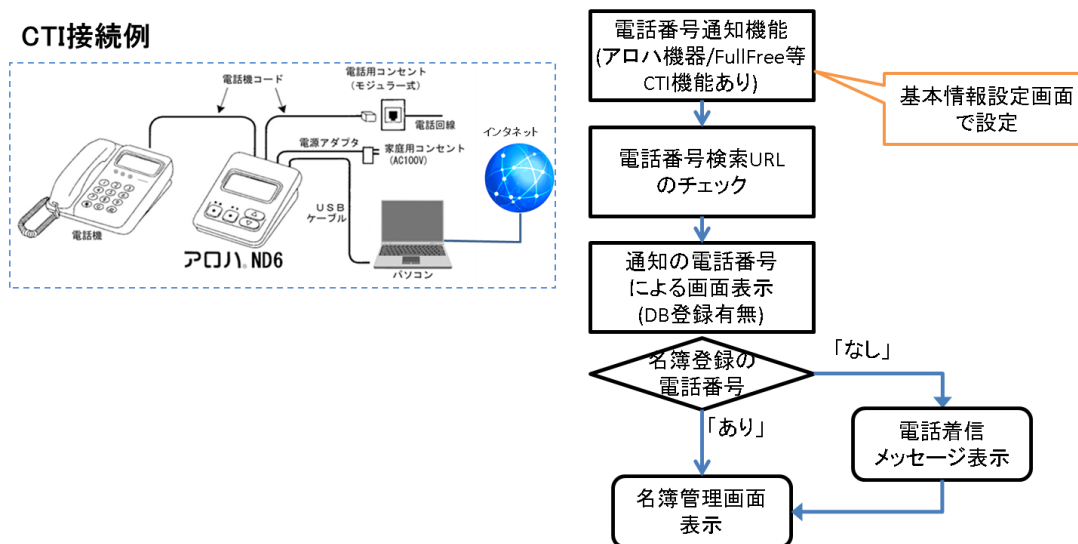 CTI接続例
電話機コード
電話用コンセント
(モジュラー式)
電話回線
電源アダプタ
家庭用コンセント
(AC100V)
インタネット
USB
ケーブル
電話機
アロハ® ND6
パソコン
電話番号通知機能
(アロハ機器/FullFree等
CTI機能あり)
基本情報設定画面
で設定
電話番号検索URL
のチェック
通知の電話番号
による画面表示
(DB登録有無)
名簿登録の
電話番号
「なし」
「あり」
電話着信
メッセージ表示
名簿管理画面
表示